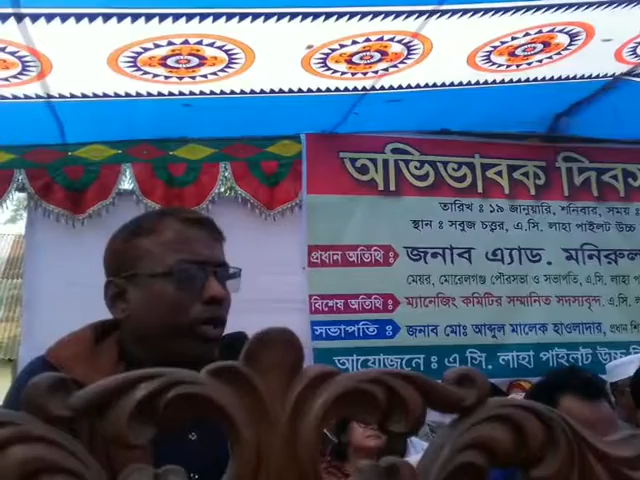 অভিভাবক দিবস
তারিখ : ১৯ জানুয়ারি, শনিবার, সময় :
স্থান : সবুজ চত্বর, এ.সি. লাহা পাইলট
প্রধান অতিথি : জনাব এ্যাড. মনিরুল
মেয়র, মোরেলগঞ্জ পৌরসভা ও সভাপতি, এ.সি. লাহা
বিশেষ অতিথি : ম্যানেজিং কমিটির সম্মানিত সদস্যবৃন্দ, এ.সি.
সভাপতি : জনাব মোঃ আব্দুল মালেক হাওলাদার, প্রধান
আয়োজনে : এ. সি. লাহা পাইলট উচ্চ